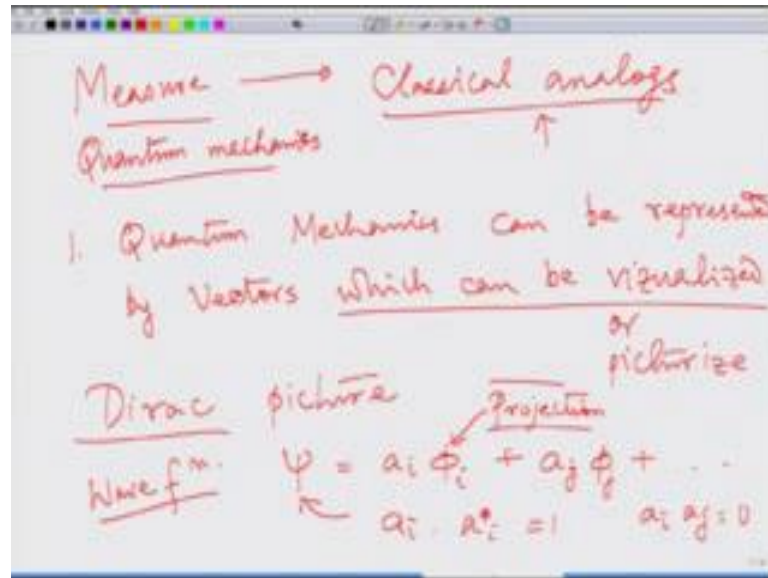 Measure → Classical analogs
Quantum mechanics
1. Quantum Mechanics can be represented
by Vectors which can be vizualized
or
picturize
Dirac picture
Projection
Wave fn. ψ = ai ϕi + aj ϕj + ...
ai . a*i = 1 ai aj = 0